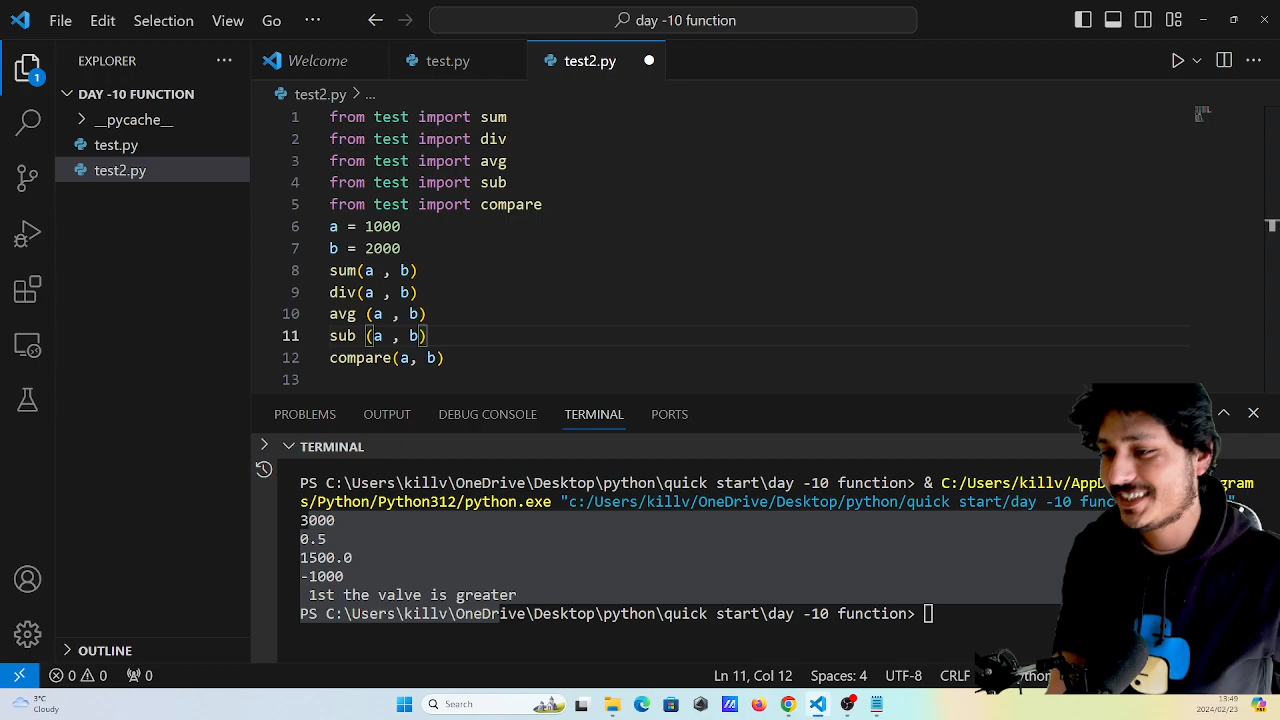 File Edit Selection View Go ··· day -10 function
EXPLORER ···
Welcome test.py test2.py
DAY -10 FUNCTION
test2.py > ...
__pycache__
test.py
test2.py
1 from test import sum
2 from test import div
3 from test import avg
4 from test import sub
5 from test import compare
6 a = 1000
7 b = 2000
8 sum(a , b)
9 div(a , b)
10 avg (a , b)
11 sub (a , b)
12 compare(a, b)
13
1
PROBLEMS OUTPUT DEBUG CONSOLE TERMINAL PORTS
TERMINAL
PS C:\Users\killv\OneDrive\Desktop\python\quick start\day -10 function> & C:/Users/killv/AppD gram
s/Python/Python312/python.exe "c:/Users/killv/OneDrive/Desktop/python/quick start/day -10 func "
3000
0.5
1500.0
-1000
1st the valve is greater
PS C:\Users\killv\OneDrive\Desktop\python\quick start\day -10 function>
OUTLINE
0 0 0 Ln 11, Col 12 Spaces: 4 UTF-8 CRLF
3°C
Cloudy
Search
13:49
2024/02/23